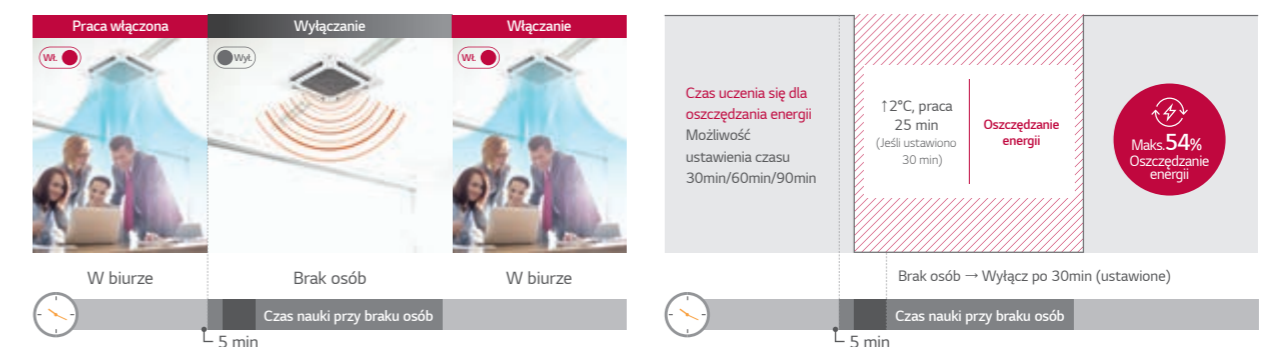 Praca włączona
Wyłączanie
Włączanie
Wł.
Wył.
Wł.
W biurze
Brak osób
W biurze
Czas nauki przy braku osób
5 min
Czas uczenia się dla
oszczędzania energii
Możliwość
ustawienia czasu
30min/60min/90min
↑2°C, praca
25 min
(Jeśli ustawiono
30 min)
Oszczędzanie
energii
Maks.54%
Oszczędzanie
energii
Brak osób → Wyłącz po 30min (ustawione)
Czas nauki przy braku osób
5 min